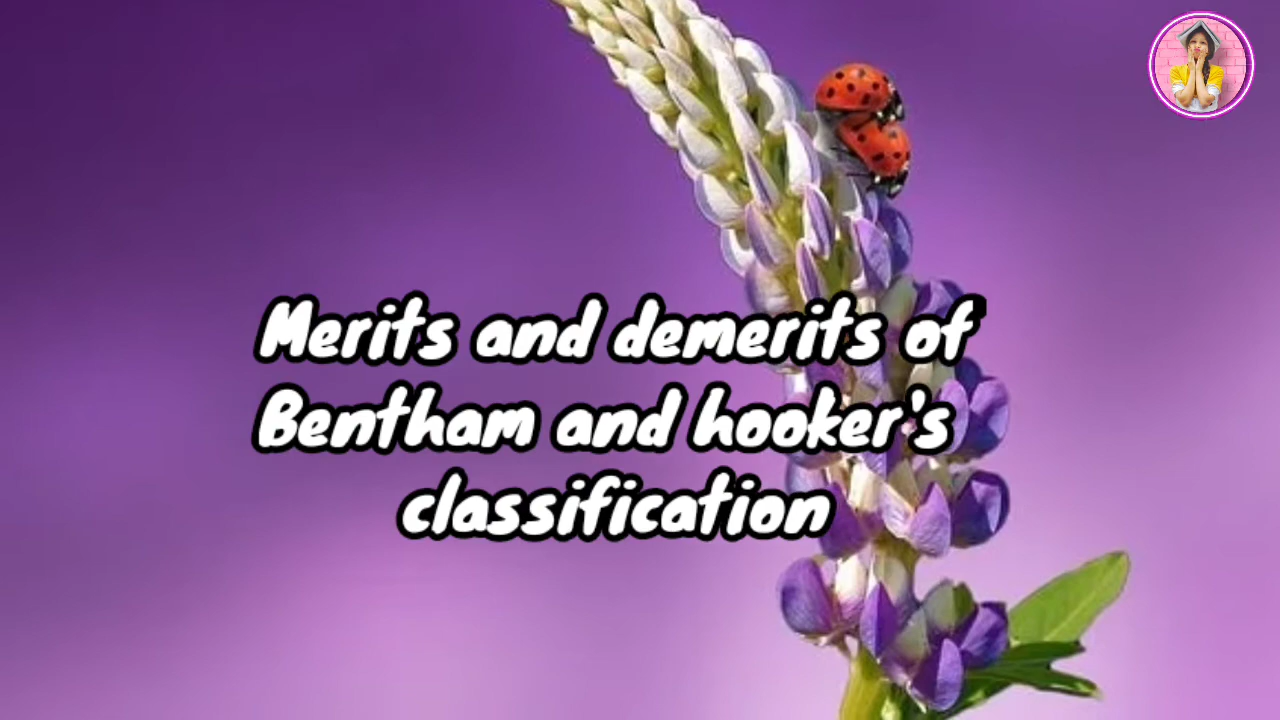 Merits and demerits of
Bentham and hooker's
classification